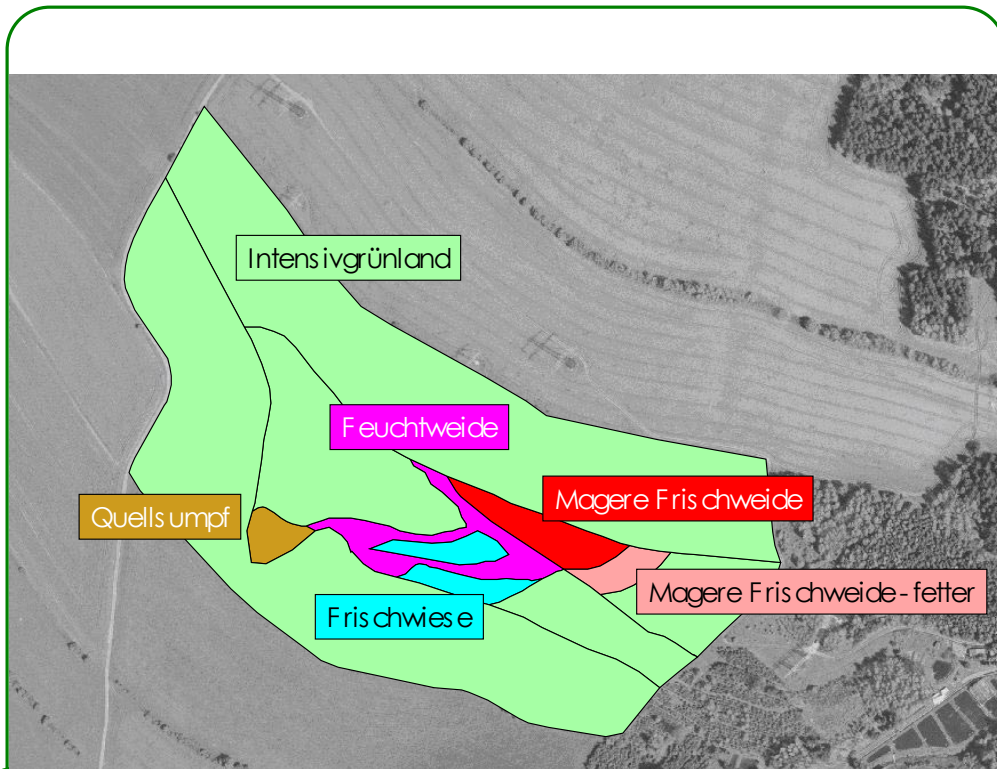 Intensivgrünland
Feuchtweide
Magere Frischweide
Quellsumpf
Magere Frischweide-fetter
Frischwiese